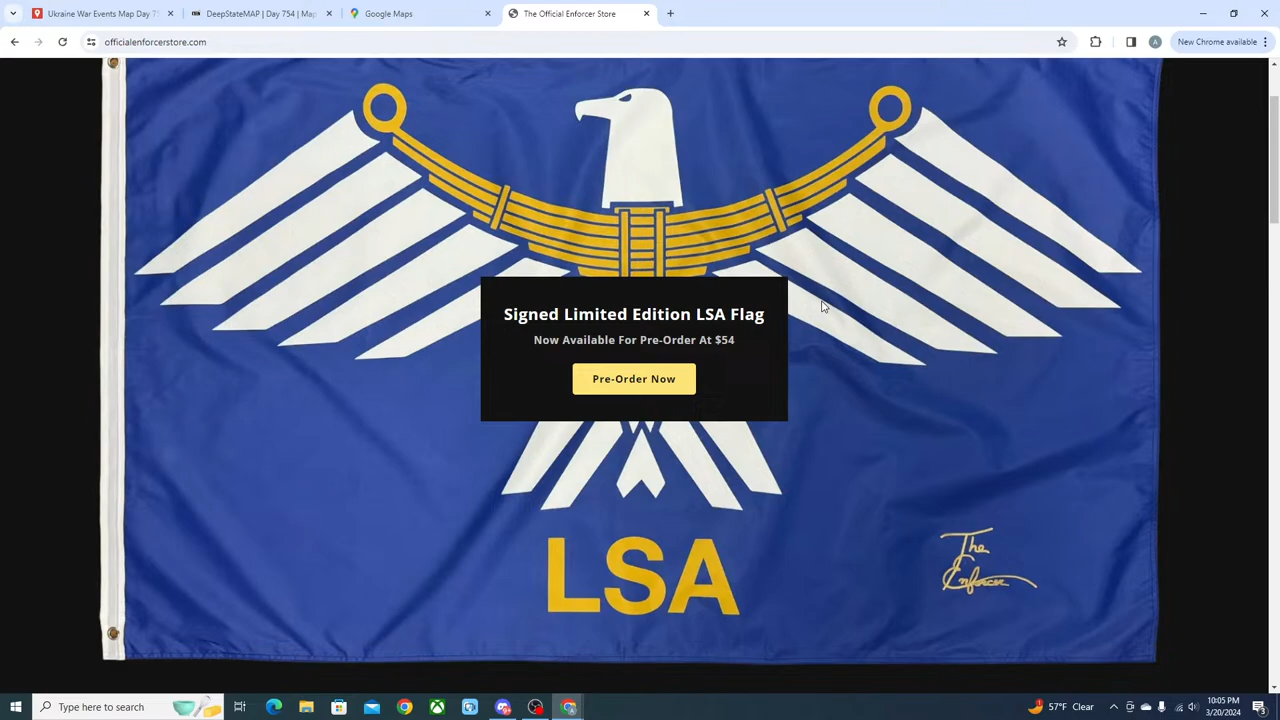 Ukraine War Events Map Day 7
DeepStateMAP | Day 754 | Map
Google Maps
The Official Enforcer Store
officialenforcerstore.com
New Chrome available
Signed Limited Edition LSA Flag
Now Available For Pre-Order At $54
Pre-Order Now
LSA
The
Enforcer
Type here to search
57°F Clear
10:05 PM
3/20/2024